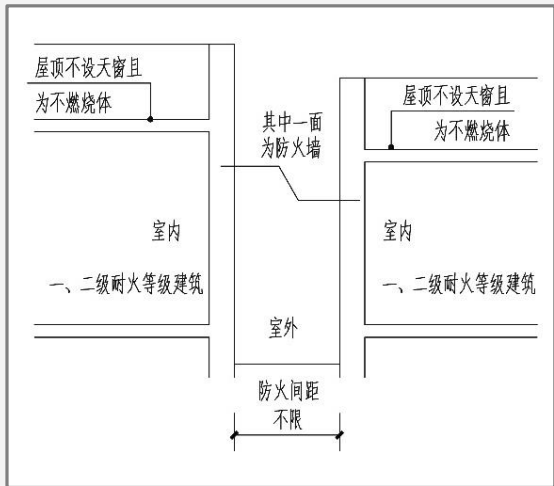 屋顶不设天窗且
为不燃烧体
其中一面
为防火墙
屋顶不设天窗且
为不燃烧体
室内
一、二级耐火等级建筑
室内
一、二级耐火等级建筑
室外
防火间距
不限